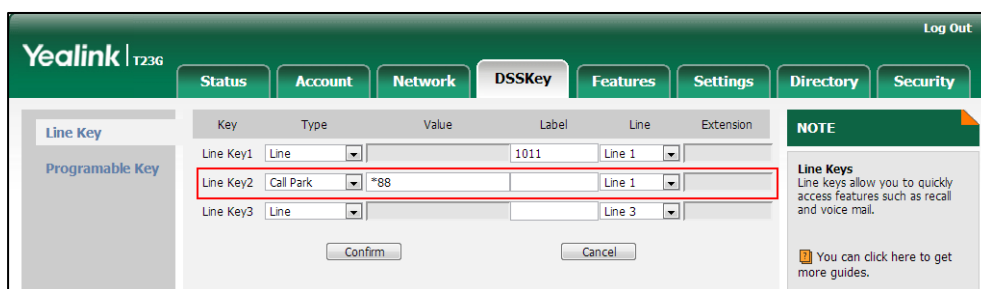 Log Out
Yealink T23G
Status Account Network DSSKey Features Settings Directory Security
Line Key
Programable Key
Key Type Value Label Line Extension
Line Key1 Line 1011 Line 1
Line Key2 Call Park *88 Line 1
Line Key3 Line Line 3
Confirm Cancel
NOTE
Line Keys
Line keys allow you to quickly
access features such as recall
and voice mail.
You can click here to get
more guides.